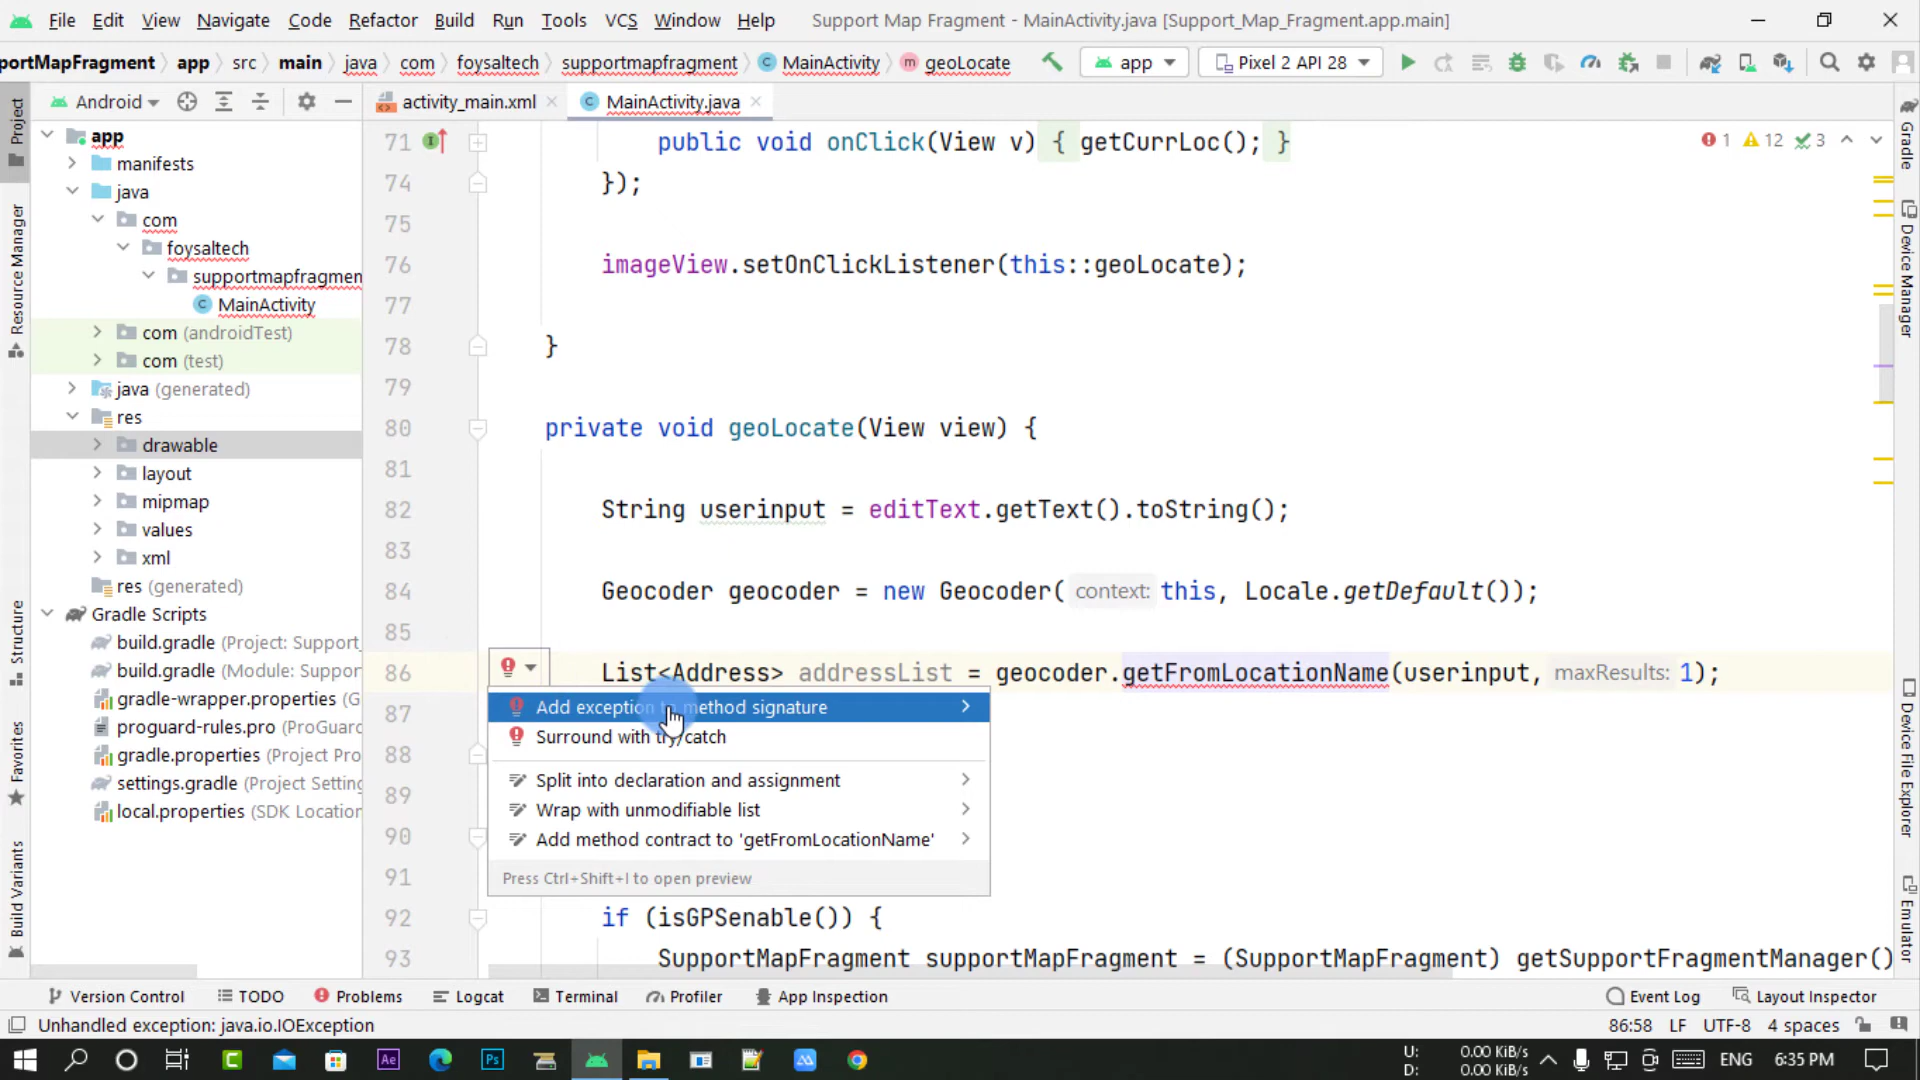 File Edit View Navigate Code Refactor Build Run Tools VCS Window Help Support Map Fragment - MainActivity.java [Support_Map_Fragment.app.main]
portMapFragment app src main java com foysaltech supportmapfragment MainActivity geoLocate app Pixel 2 API 28
Android activity_main.xml MainActivity.java
Project
Resource Manager
Structure
Favorites
Build Variants
app
manifests
java
com
foysaltech
supportmapfragmen
MainActivity
com (androidTest)
com (test)
java (generated)
res
drawable
layout
mipmap
values
xml
res (generated)
Gradle Scripts
build.gradle (Project: Support_
build.gradle (Module: Suppor
gradle-wrapper.properties (G
proguard-rules.pro (ProGuard
gradle.properties (Project Pro
settings.gradle (Project Setting
local.properties (SDK Location
71 public void onClick(View v) { getCurrLoc(); }
1 12 3
74 });
75
76 imageView.setOnClickListener(this::geoLocate);
77
78 }
79
80 private void geoLocate(View view) {
81
82 String userinput = editText.getText().toString();
83
84 Geocoder geocoder = new Geocoder( context: this, Locale.getDefault());
85
86 List<Address> addressList = geocoder.getFromLocationName(userinput, maxResults: 1);
87
88
89
90
91
Add exception to method signature
Surround with try/catch
Split into declaration and assignment
Wrap with unmodifiable list
Add method contract to 'getFromLocationName'
Press Ctrl+Shift+I to open preview
92 if (isGPSenable()) {
93 SupportMapFragment supportMapFragment = (SupportMapFragment) getSupportFragmentManager()
Gradle
Device Manager
Device File Explorer
Emulator
Version Control TODO Problems Logcat Terminal Profiler App Inspection Event Log Layout Inspector
Unhandled exception: java.io.IOException 86:58 LF UTF-8 4 spaces
Ae Ps U: 0.00 KiB/s
D: 0.00 KiB/s
ENG 6:35 PM